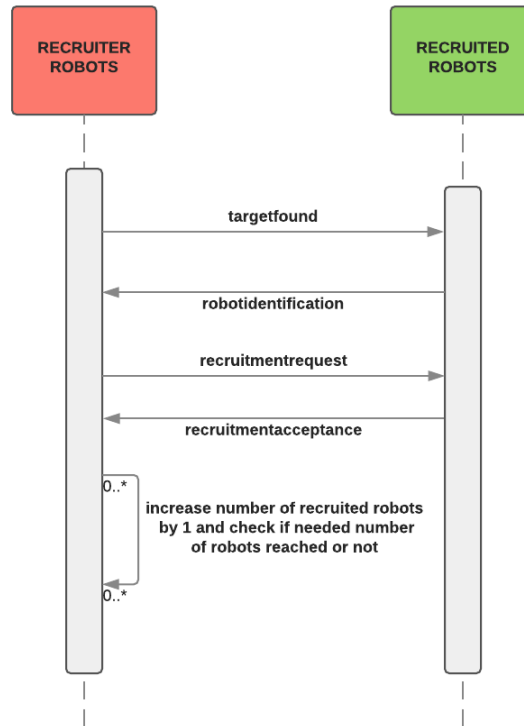 RECRUITER
ROBOTS
RECRUITED
ROBOTS
targetfound
robotidentification
recruitmentrequest
recruitmentacceptance
0..*
increase number of recruited robots
by 1 and check if needed number
of robots reached or not
0..*